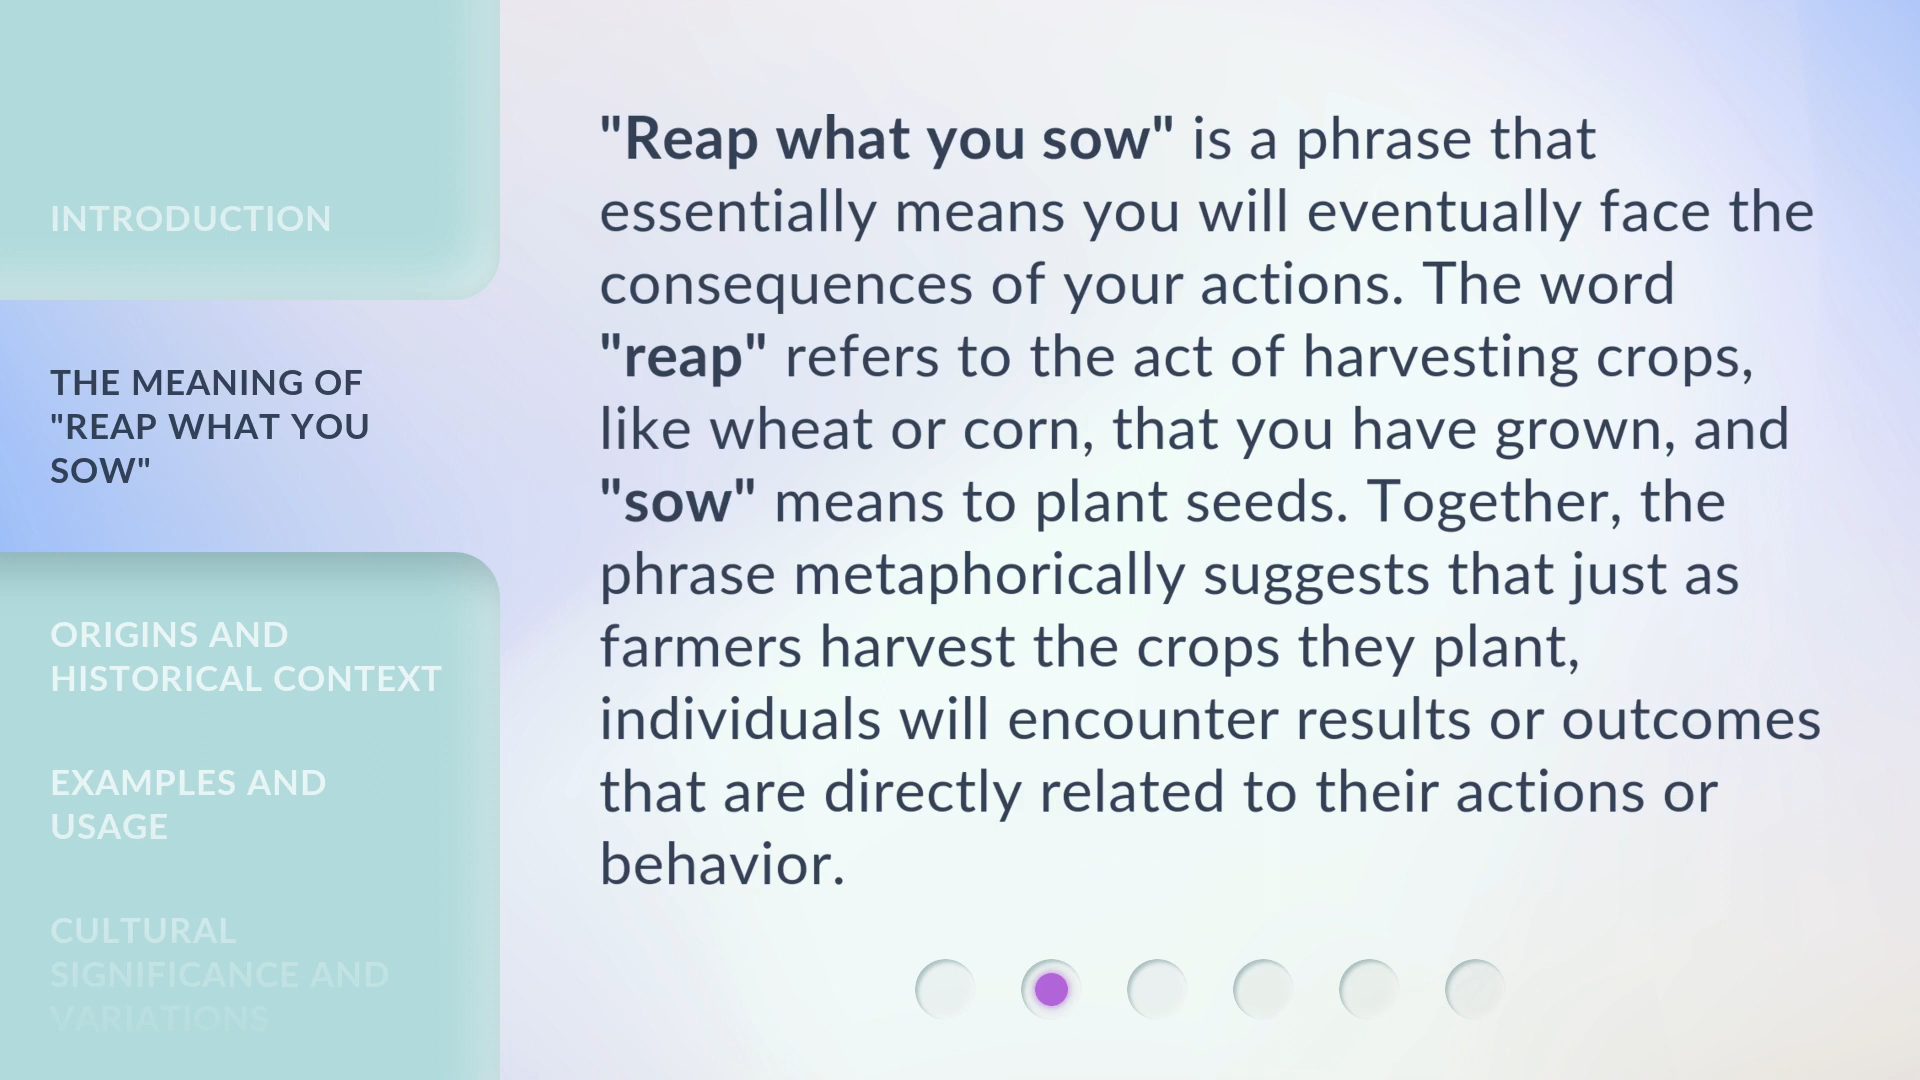 INTRODUCTION
THE MEANING OF
"REAP WHAT YOU
SOW"
ORIGINS AND
HISTORICAL CONTEXT
EXAMPLES AND
USAGE
CULTURAL
SIGNIFICANCE AND
VARIATIONS
"Reap what you sow" is a phrase that
essentially means you will eventually face the
consequences of your actions. The word
"reap" refers to the act of harvesting crops,
like wheat or corn, that you have grown, and
"sow" means to plant seeds. Together, the
phrase metaphorically suggests that just as
farmers harvest the crops they plant,
individuals will encounter results or outcomes
that are directly related to their actions or
behavior.